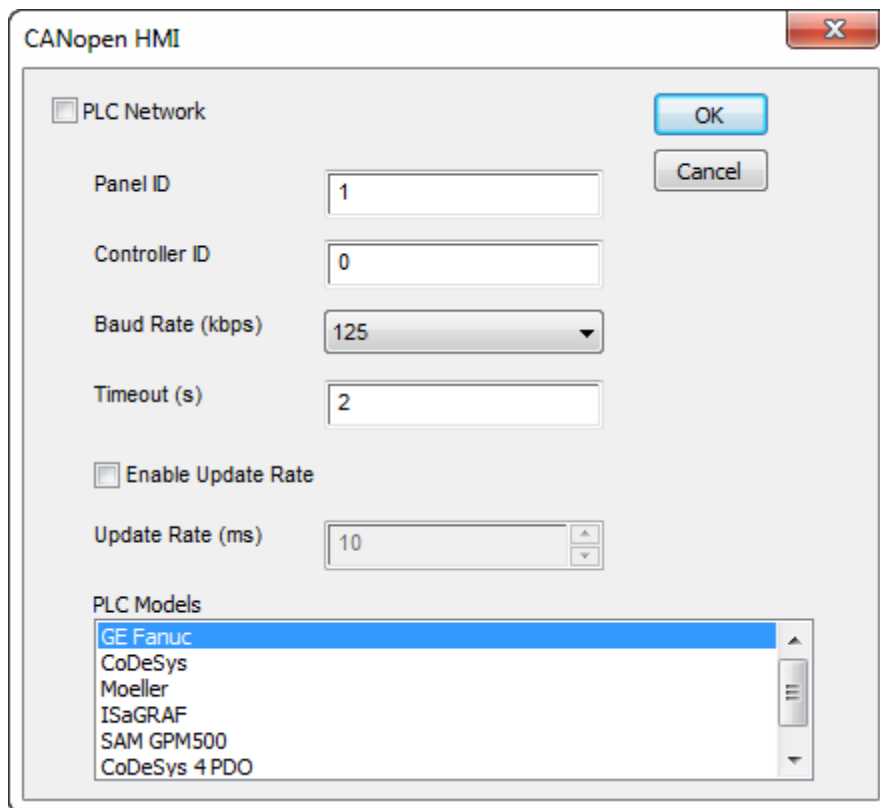 CANopen HMI
PLC Network
OK
Cancel
Panel ID
1
Controller ID
0
Baud Rate (kbps)
125
Timeout (s)
2
Enable Update Rate
Update Rate (ms)
10
PLC Models
GE Fanuc
CoDeSys
Moeller
ISaGRAF
SAM GPM500
CoDeSys 4 PDO